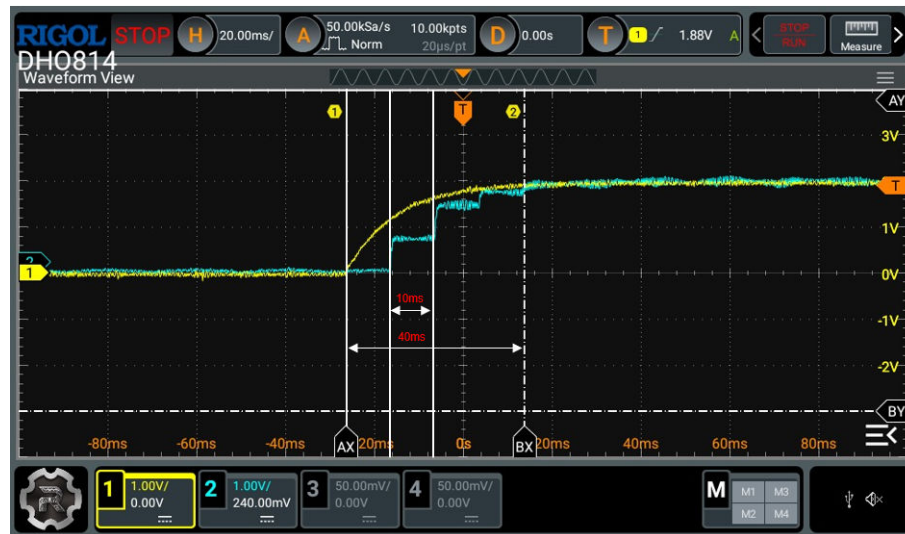 RIGOL STOP H 20.00ms/ A 50.00kSa/s 10.00kpts D 0.00s T 1 1.88V A STOP Measure
Norm 20µs/pt RUN
DHO814
Waveform View
AY
1 T 2
3V
T
1V
2
1 0V
10ms
-1V
40ms
-2V
BY
-80ms -60ms -40ms AX 20ms 0s BX 20ms 40ms 60ms 80ms
1 1.00V/ 2 1.00V/ 3 50.00mV/ 4 50.00mV/ M M1 M3
0.00V 240.00mV 0.00V 0.00V M2 M4